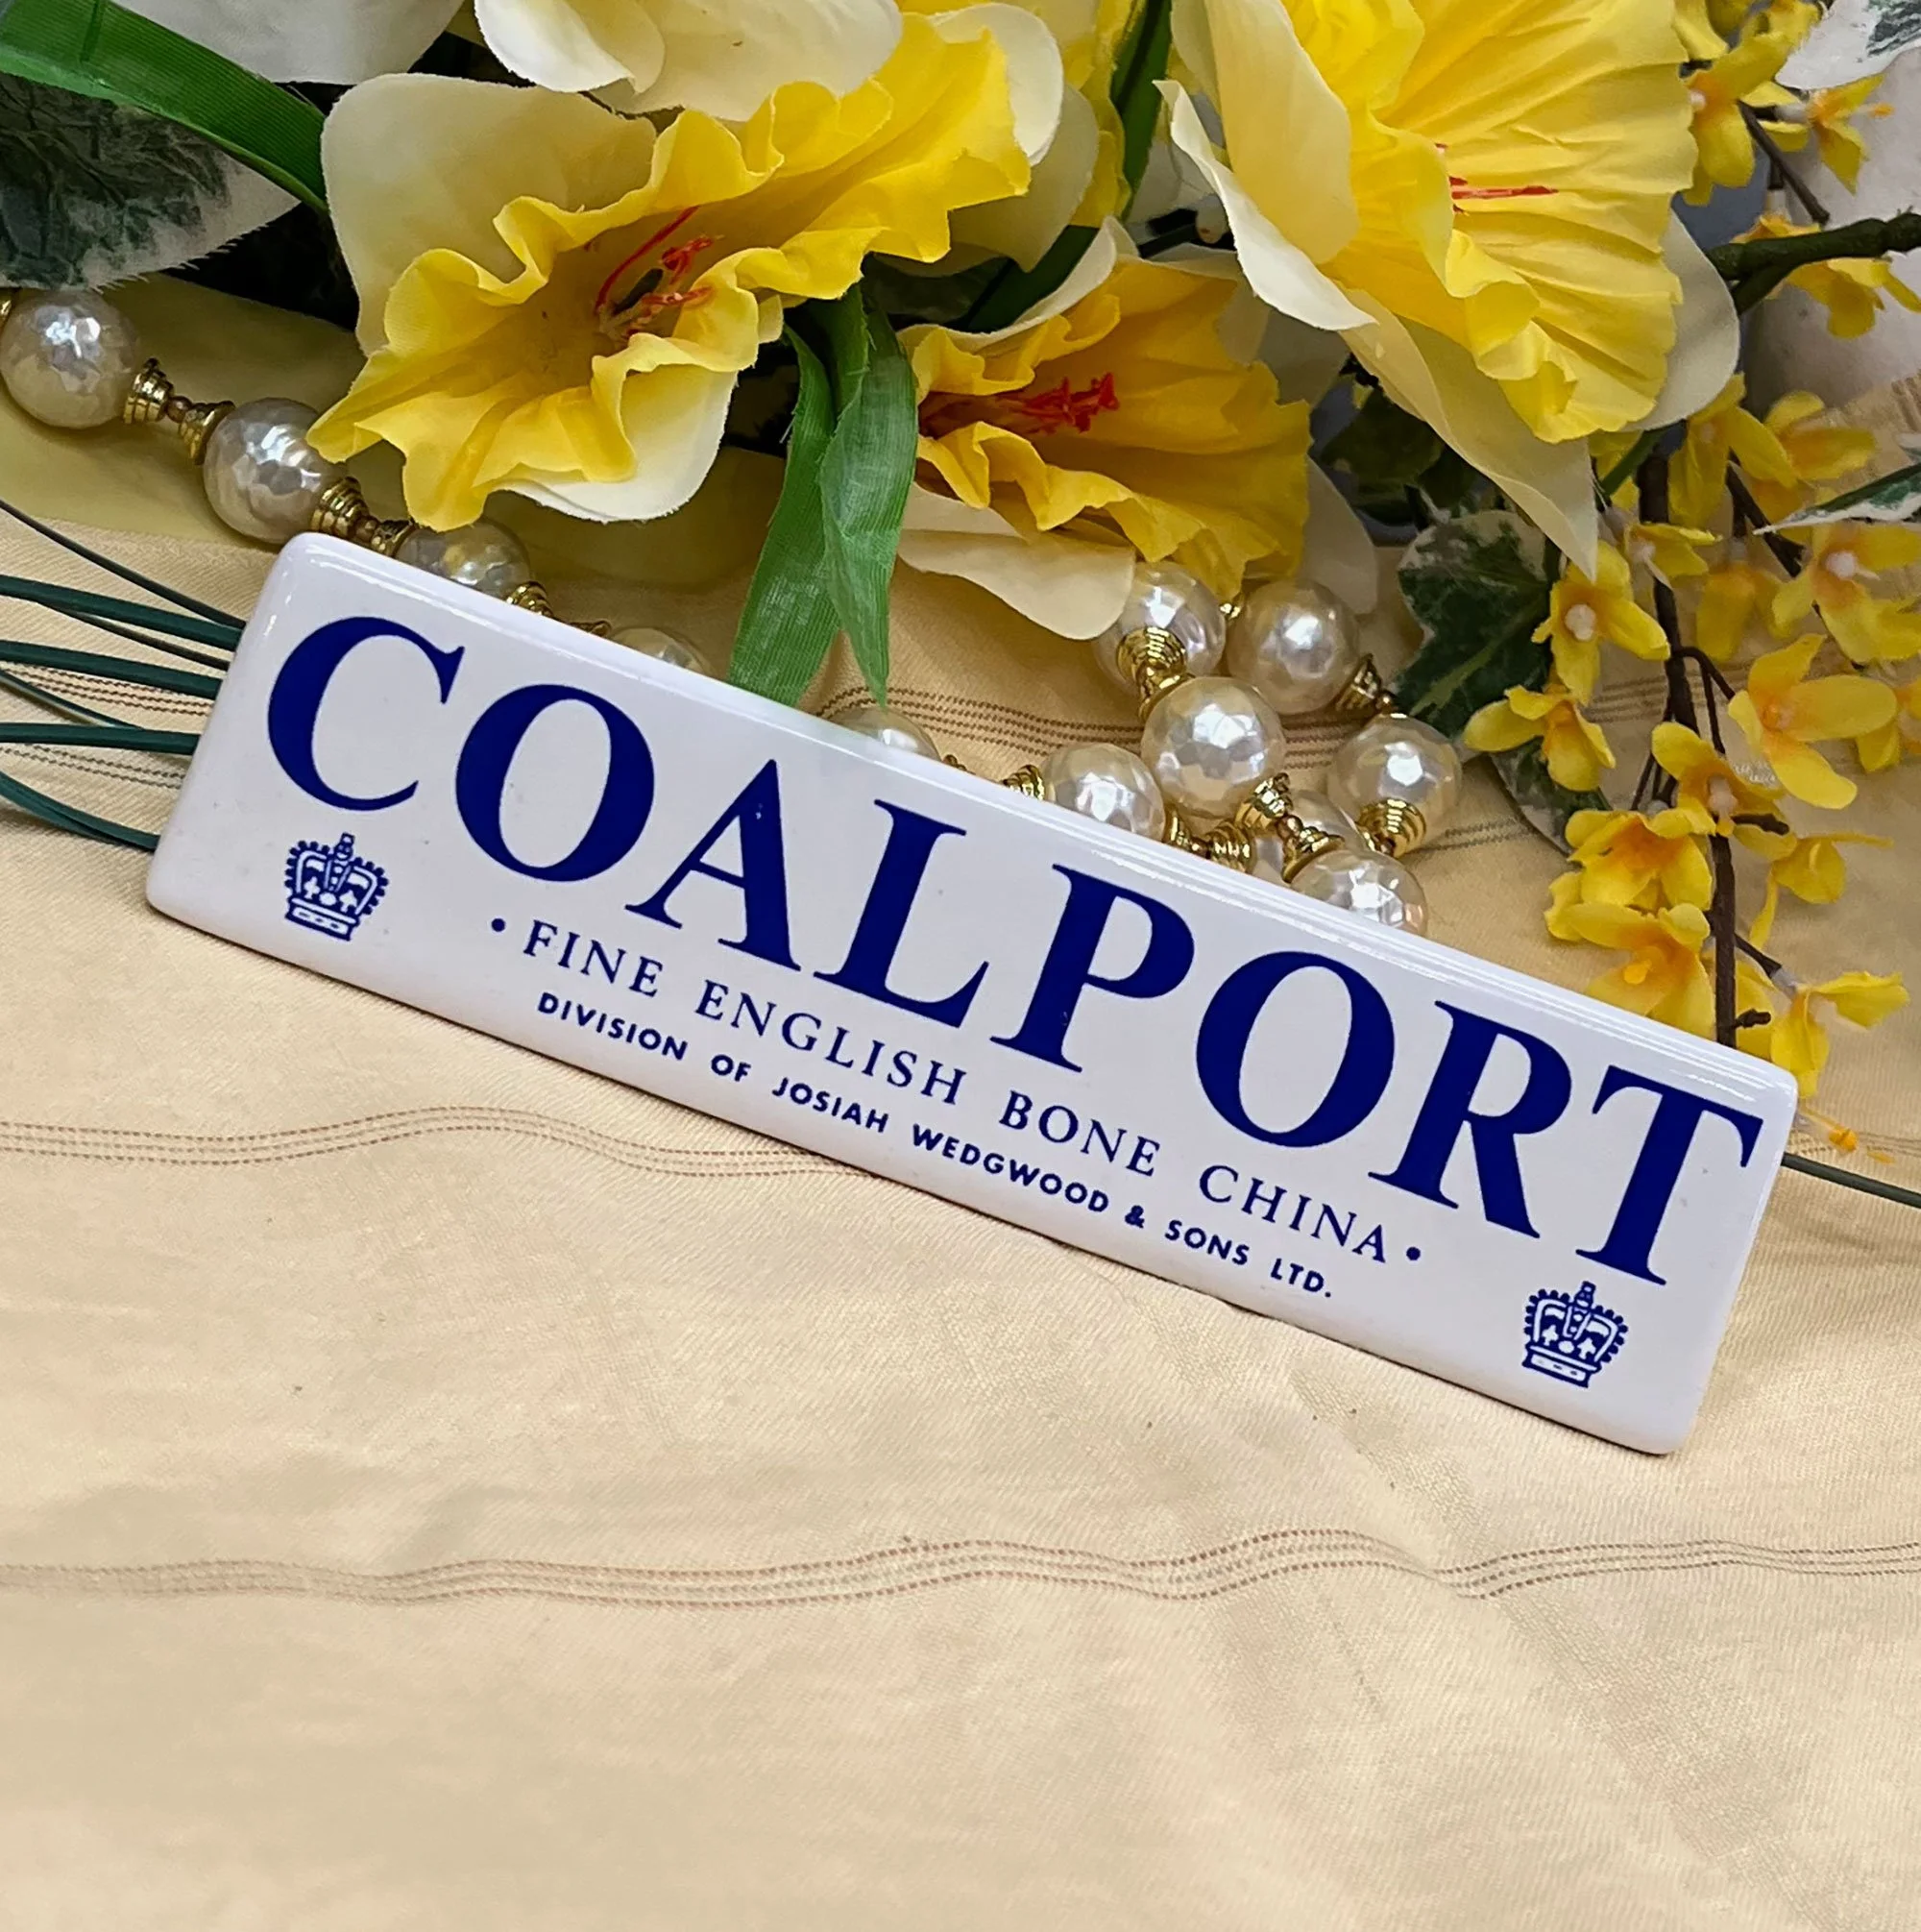 COALPORT
• FINE ENGLISH BONE CHINA •
DIVISION OF JOSIAH WEDGWOOD & SONS LTD.